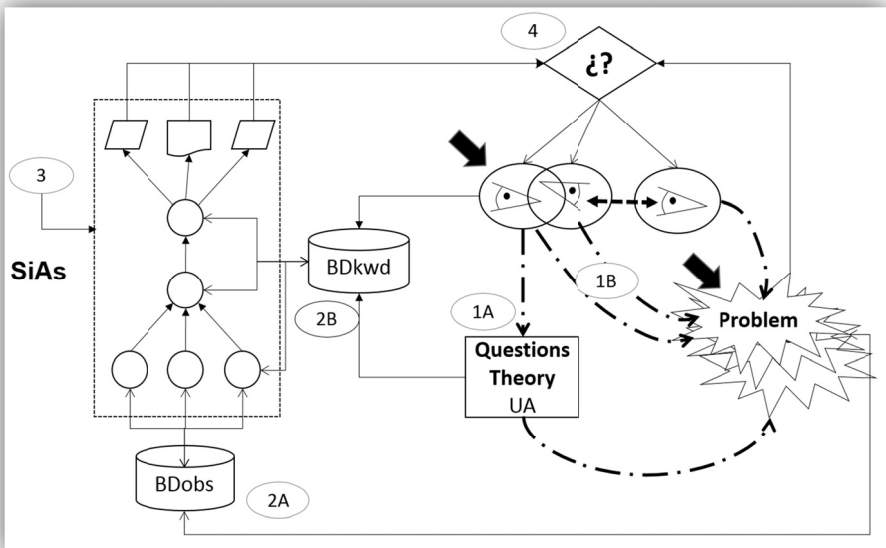 4
¿?
3
SiAs
BDkwd
2B
1A
1B
Problem
Questions
Theory
UA
BDobs
2A